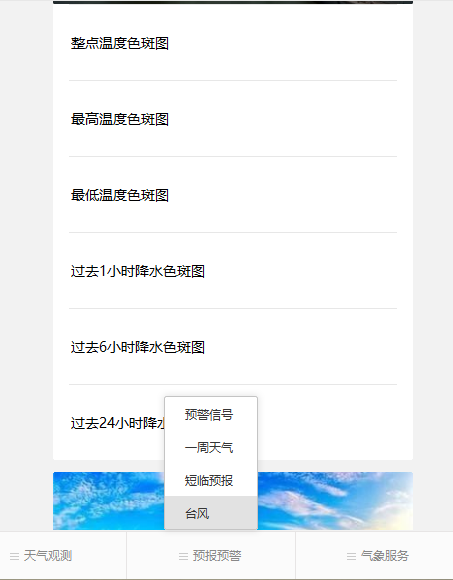 整点温度色斑图
最高温度色斑图
最低温度色斑图
过去1小时降水色斑图
过去6小时降水色斑图
过去24小时降水
预警信号
一周天气
短临预报
台风
天气观测
预报预警
气象服务